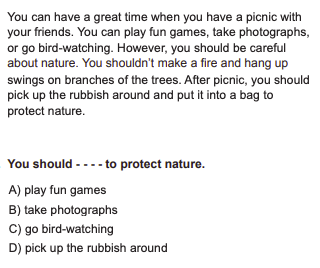 You can have a great time when you have a picnic with
your friends. You can play fun games, take photographs,
or go bird-watching. However, you should be careful
about nature. You shouldn't make a fire and hang up
swings on branches of the trees. After picnic, you should
pick up the rubbish around and put it into a bag to
protect nature.
You should - - - - to protect nature.
A) play fun games
B) take photographs
C) go bird-watching
D) pick up the rubbish around